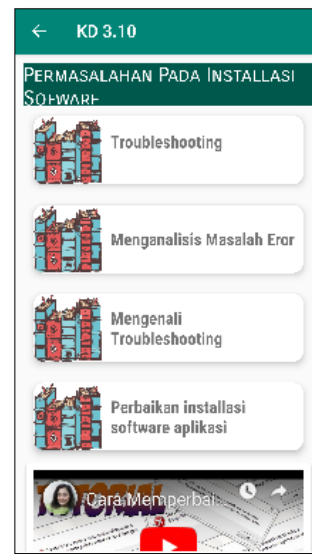 KD 3.10
PERMASALAHAN PADA INSTALLASI
SOFWARE
Troubleshooting
Menganalisis Masalah Eror
Mengenali
Troubleshooting
Perbaikan installasi
software aplikasi
TUTORIAL
Cara Memperbai...